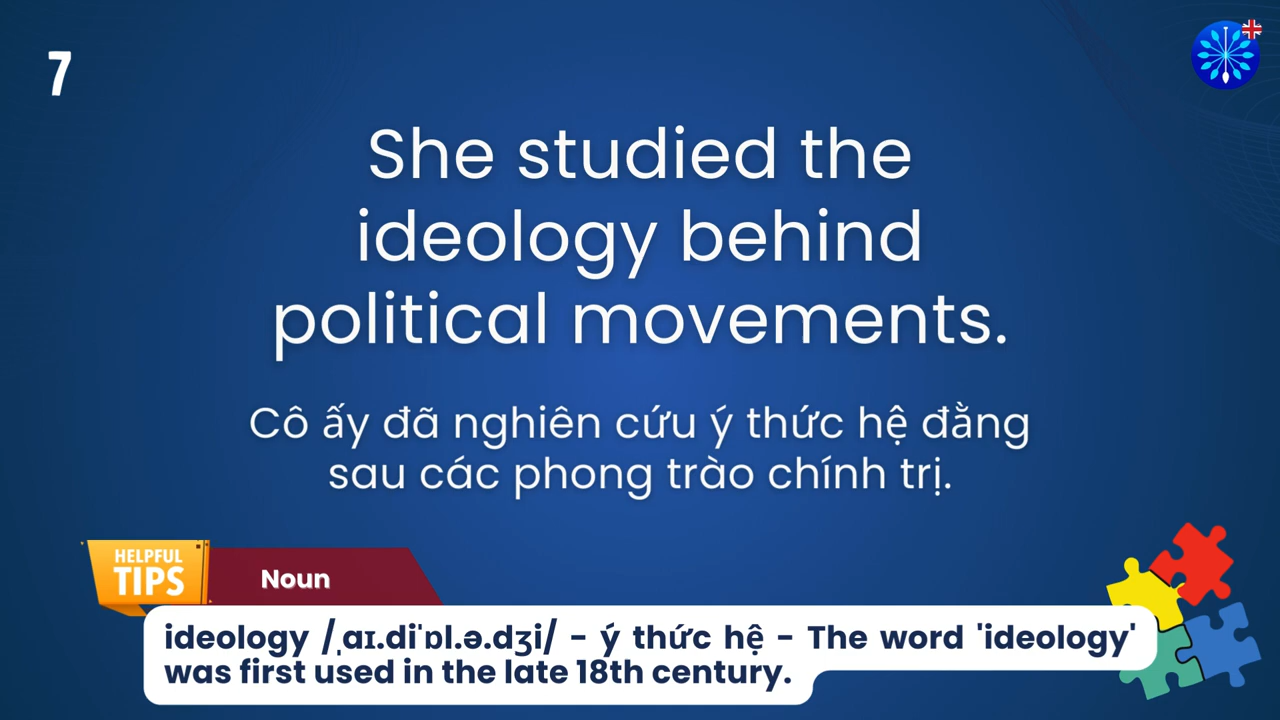 7
She studied the
ideology behind
political movements.
Cô ấy đã nghiên cứu ý thức hệ đằng
sau các phong trào chính trị.
HELPFUL
TIPS
Noun
ideology /ˌɑɪ.diˈɒl.ə.dʒi/ - ý thức hệ - The word 'ideology'
was first used in the late 18th century.